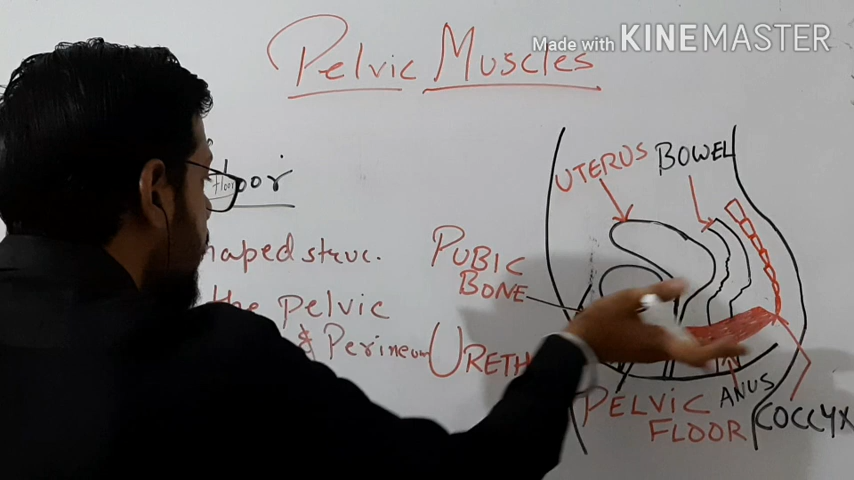 Made with KINEMASTER
Pelvic Muscles
floor
haped struc.
the pelvic
& Perineum
UTERUS
BOWEL
PUBIC
BONE
URETH
PELVIC
FLOOR
ANUS
COCCYX